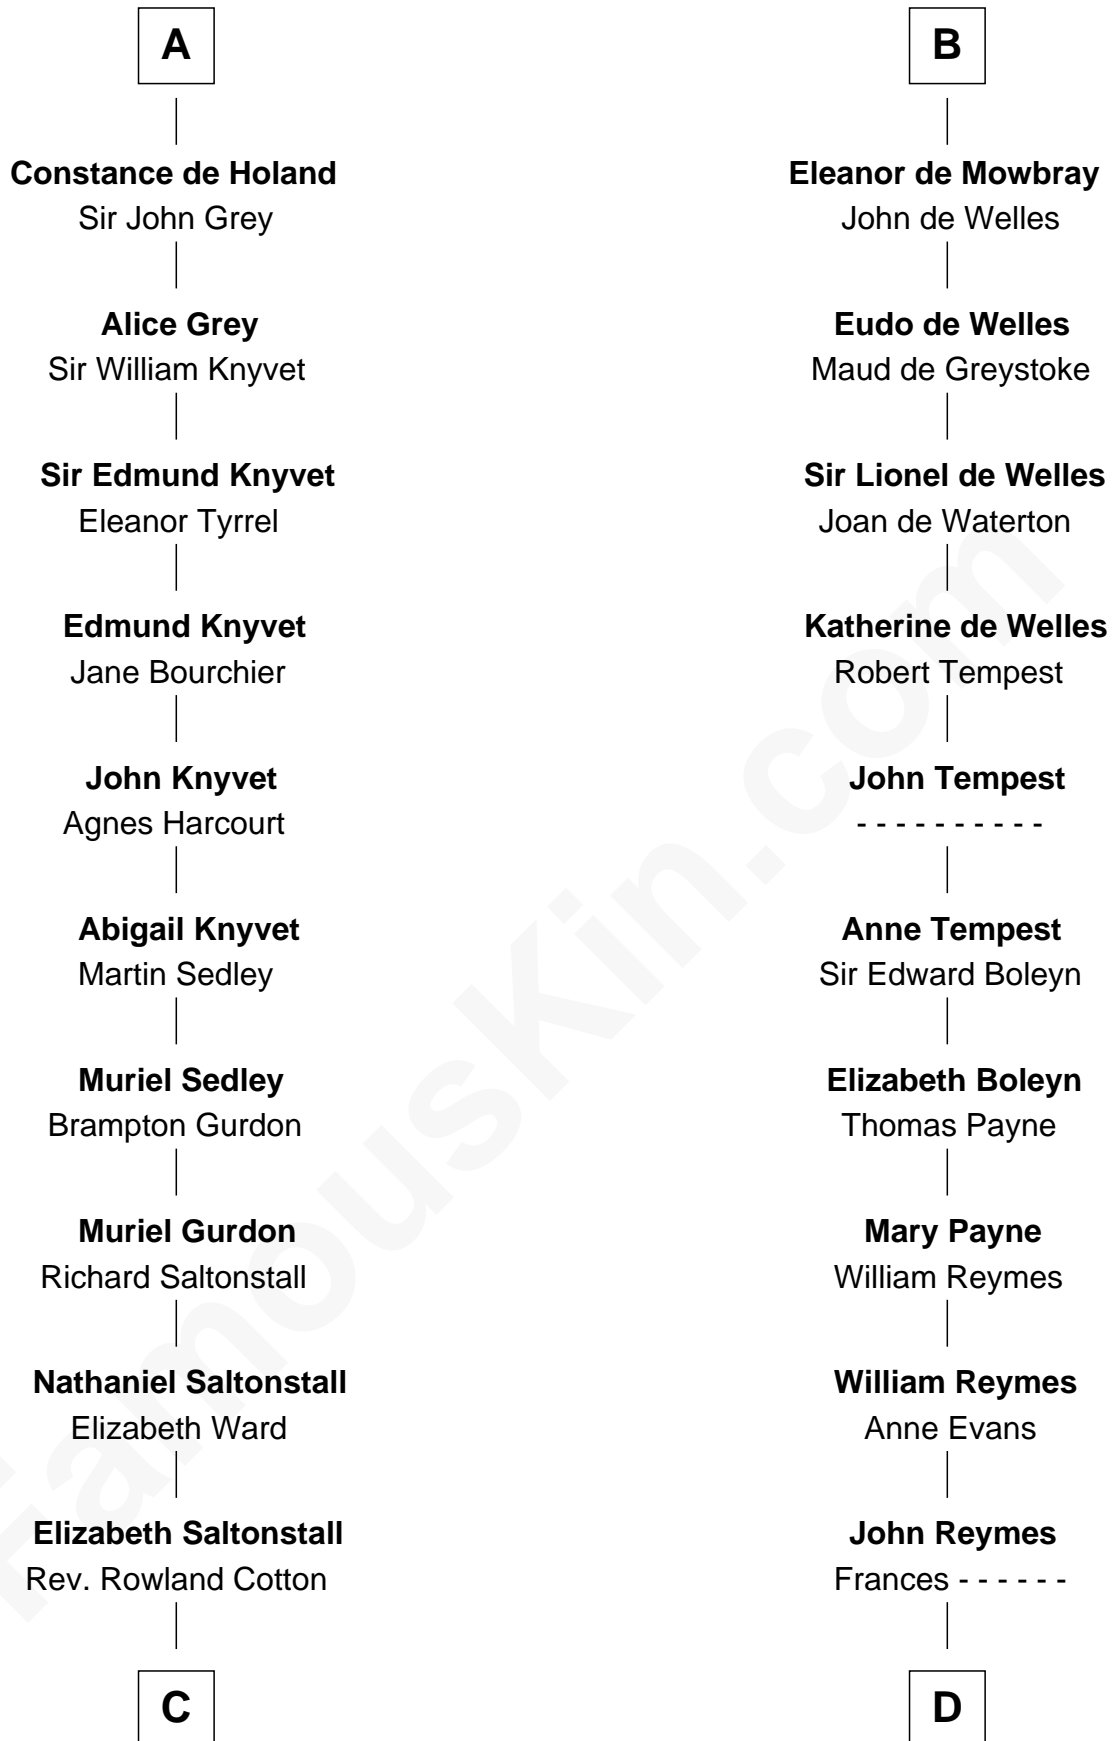 A
Constance de Holand
Sir John Grey
Alice Grey
Sir William Knyvet
Sir Edmund Knyvet
Eleanor Tyrrel
Edmund Knyvet
Jane Bourchier
John Knyvet
Agnes Harcourt
Abigail Knyvet
Martin Sedley
Muriel Sedley
Brampton Gurdon
Muriel Gurdon
Richard Saltonstall
Nathaniel Saltonstall
Elizabeth Ward
Elizabeth Saltonstall
Rev. Rowland Cotton
C
B
Eleanor de Mowbray
John de Welles
Eudo de Welles
Maud de Greystoke
Sir Lionel de Welles
Joan de Waterton
Katherine de Welles
Robert Tempest
John Tempest
- - - - - - - - - -
Anne Tempest
Sir Edward Boleyn
Elizabeth Boleyn
Thomas Payne
Mary Payne
William Reymes
William Reymes
Anne Evans
John Reymes
Frances - - - - - -
D
FamousKin.com